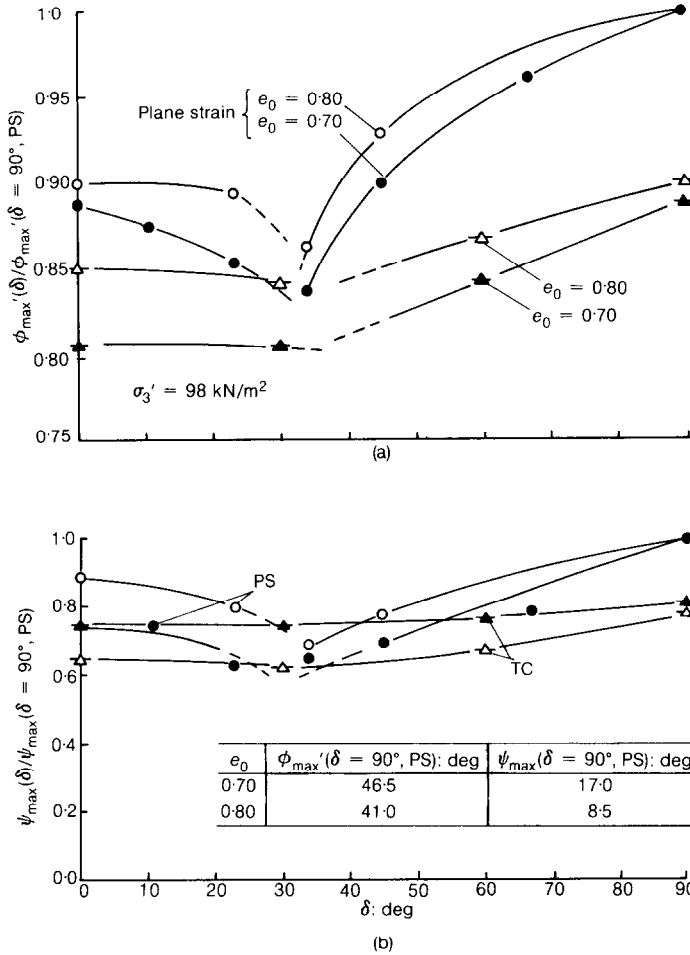 1·0
0·95
0·90
0·85
0·80
0·75
ϕmax′(δ)/ϕmax′(δ = 90°, PS)
Plane strain { e0 = 0·80
e0 = 0·70
e0 = 0·80
e0 = 0·70
σ3′ = 98 kN/m²
(a)
1·0
0·8
0·6
0·4
0·2
0·0
ψmax(δ)/ψmax(δ = 90°, PS)
PS
TC
e0 ϕmax′(δ = 90°, PS): deg ψmax(δ = 90°, PS): deg
0·70 46·5 17·0
0·80 41·0 8·5
0 10 20 30 40 50 60 70 80 90
δ: deg
(b)